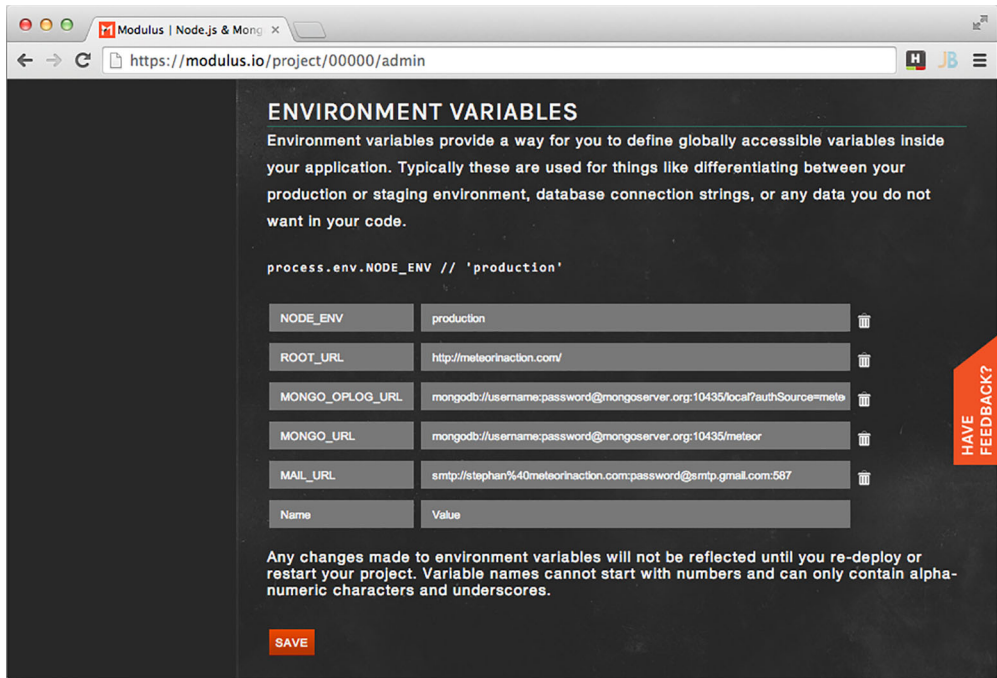 Modulus | Node.js & Mong
https://modulus.io/project/00000/admin
H
JB
ENVIRONMENT VARIABLES
Environment variables provide a way for you to define globally accessible variables inside
your application. Typically these are used for things like differentiating between your
production or staging environment, database connection strings, or any data you do not
want in your code.
process.env.NODE_ENV // 'production'
NODE_ENV production
ROOT_URL http://meteorinaction.com/
MONGO_OPLOG_URL mongodb://username:password@mongoserver.org:10435/local?authSource=mete
MONGO_URL mongodb://username:password@mongoserver.org:10435/meteor
MAIL_URL smtp://stephan%40meteorinaction.com:password@smtp.gmail.com:587
Name Value
HAVE
FEEDBACK?
Any changes made to environment variables will not be reflected until you re-deploy or
restart your project. Variable names cannot start with numbers and can only contain alpha-
numeric characters and underscores.
SAVE